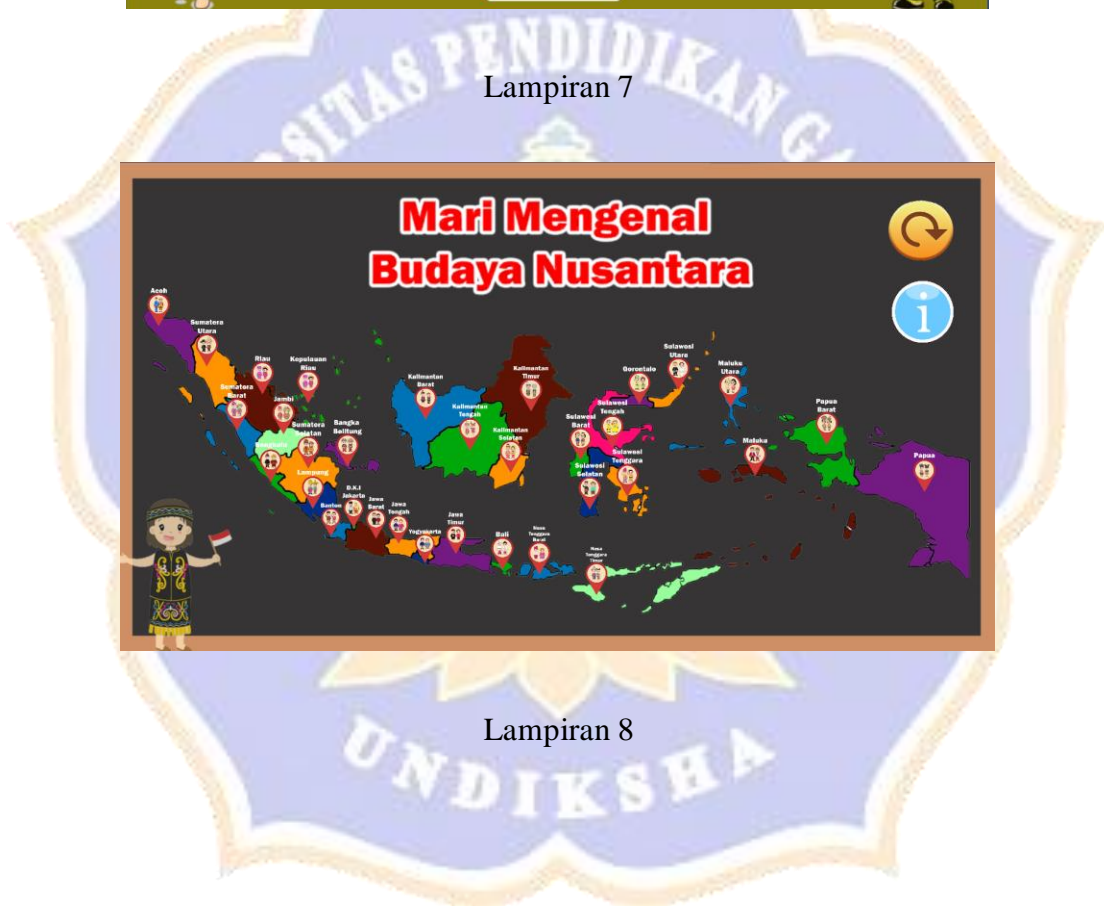 Lampiran 7
Mari Mengenal
Budaya Nusantara
Aceh
Sumatera
Utara
Riau
Kepulauan
Riau
Sumatera
Barat
Jambi
Sumatera
Selatan
Bangka
Belitung
Bengkulu
Lampung
Banten
D.K.I
Jakarta
Jawa
Barat
Jawa
Tengah
Yogyakarta
Jawa
Timur
Bali
Nusa
Tenggara
Barat
Nusa
Tenggara
Timur
Kalimantan
Barat
Kalimantan
Tengah
Kalimantan
Timur
Kalimantan
Selatan
Gorontalo
Sulawesi
Utara
Sulawesi
Tengah
Sulawesi
Barat
Sulawesi
Tenggara
Sulawesi
Selatan
Maluku
Utara
Maluku
Papua
Barat
Papua
i
Lampiran 8
UNDIKSHA